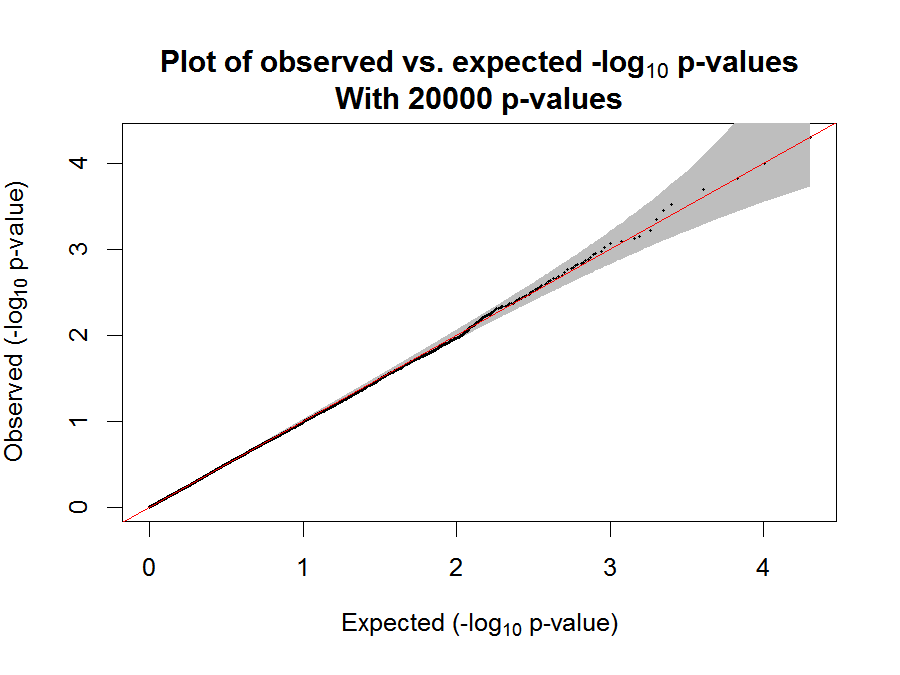 Plot of observed vs. expected -log₁₀ p-values
With 20000 p-values
Observed (-log₁₀ p-value)
4
3
2
1
0
0 1 2 3 4
Expected (-log₁₀ p-value)